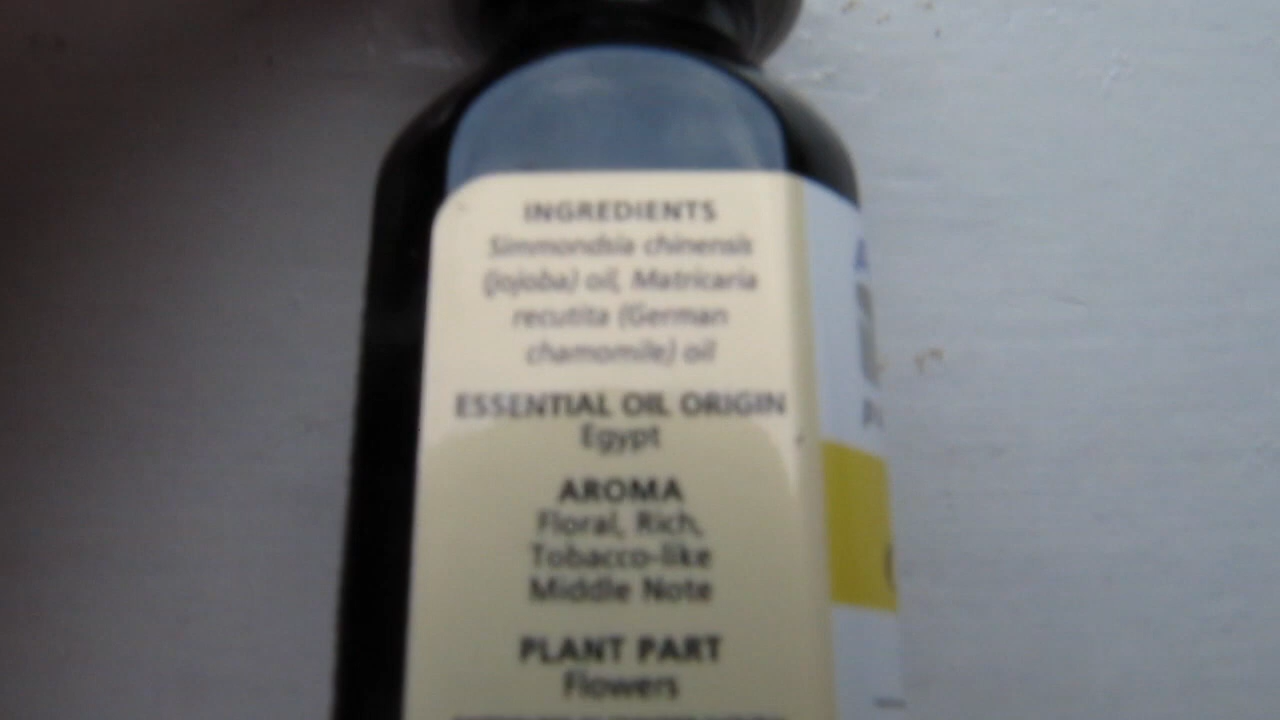 INGREDIENTS
Simmondsia chinensis
(Jojoba) oil, Matricaria
recutita (German
chamomile) oil
ESSENTIAL OIL ORIGIN
Egypt
AROMA
Floral, Rich,
Tobacco-like
Middle Note
PLANT PART
Flowers